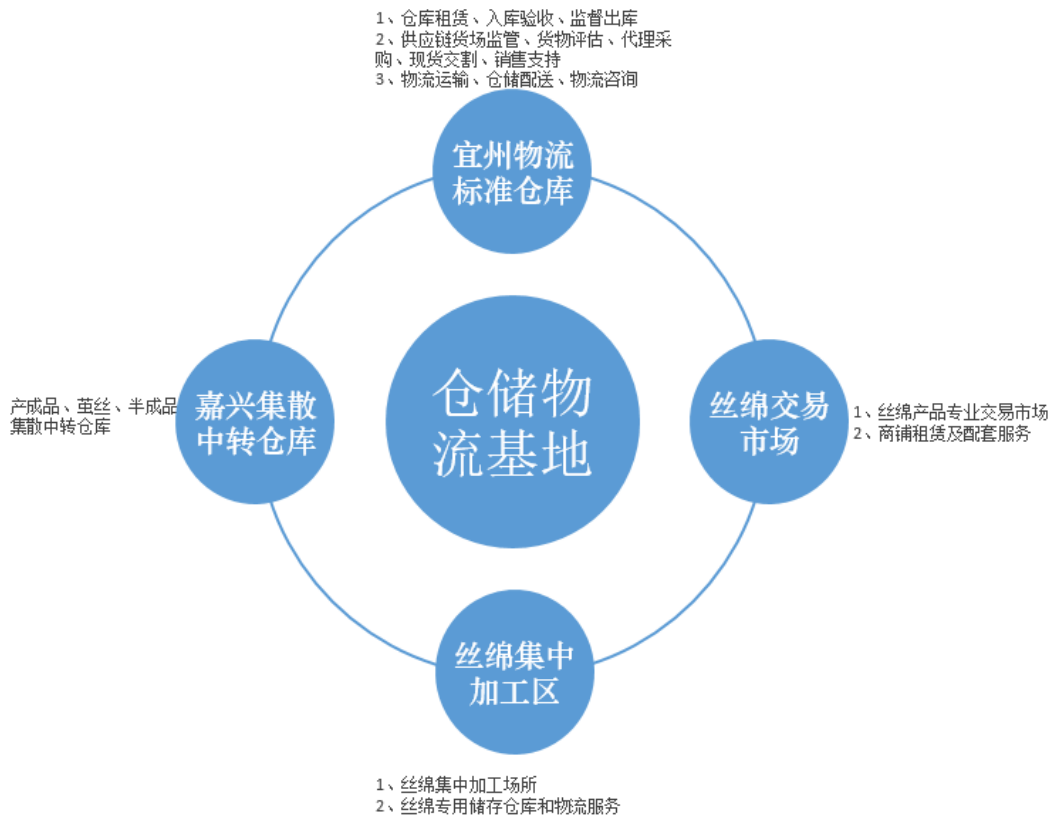 1、仓库租赁、入库验收、监督出库
2、供应链货场监管、货物评估、代理采
购、现货交割、销售支持
3、物流运输、仓储配送、物流咨询
宜州物流
标准仓库
仓储物
流基地
嘉兴集散
中转仓库
产成品、茧丝、半成品
集散中转仓库
丝绵交易
市场
1、丝绵产品专业交易市场
2、商铺租赁及配套服务
丝绵集中
加工区
1、丝绵集中加工场所
2、丝绵专用储存仓库和物流服务